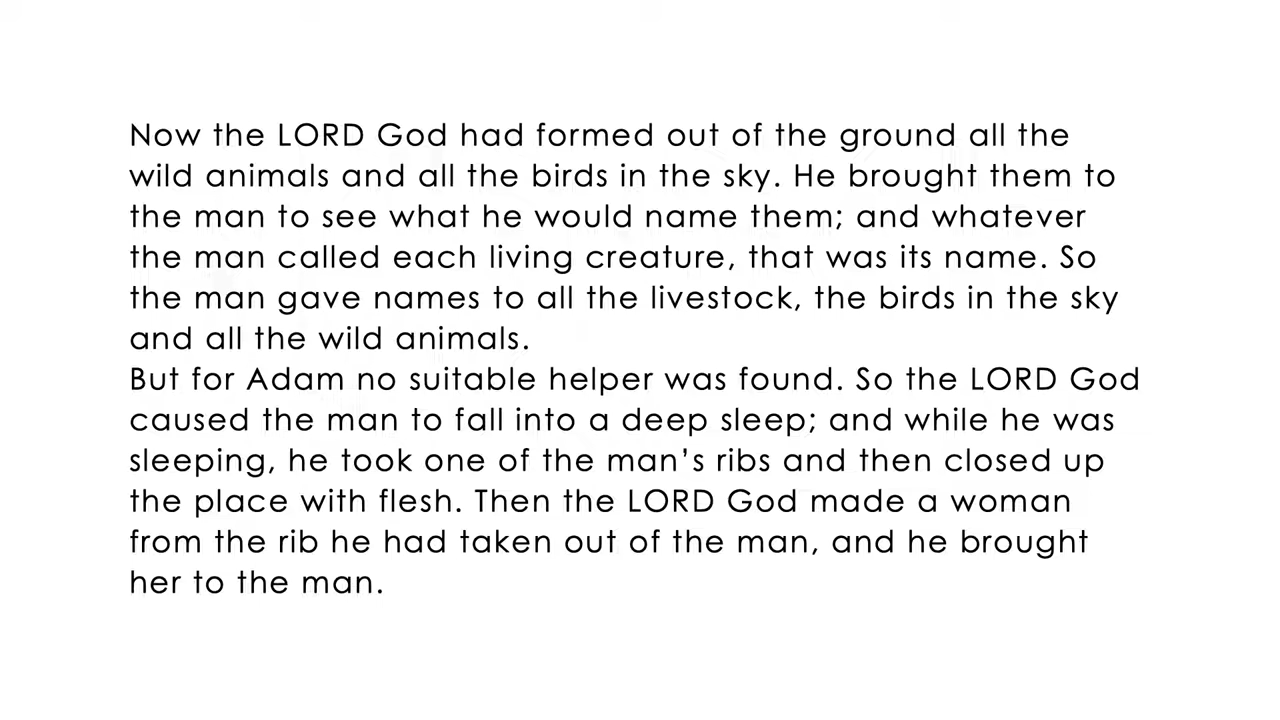 Now the LORD God had formed out of the ground all the
wild animals and all the birds in the sky. He brought them to
the man to see what he would name them; and whatever
the man called each living creature, that was its name. So
the man gave names to all the livestock, the birds in the sky
and all the wild animals.
But for Adam no suitable helper was found. So the LORD God
caused the man to fall into a deep sleep; and while he was
sleeping, he took one of the man’s ribs and then closed up
the place with flesh. Then the LORD God made a woman
from the rib he had taken out of the man, and he brought
her to the man.